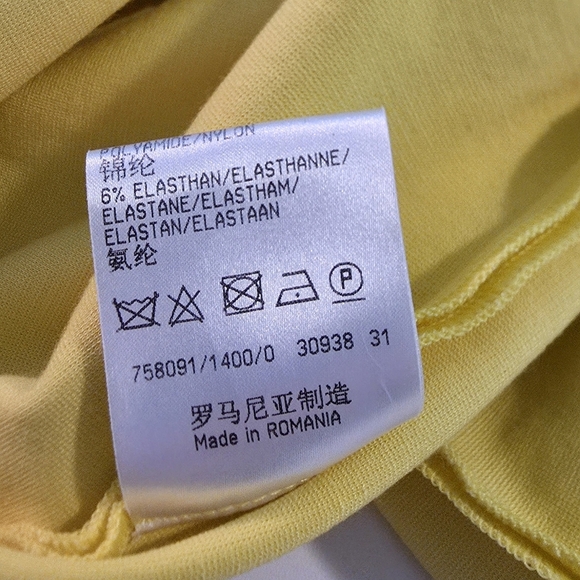 POLYAMIDE/NYLON
锦纶
6% ELASTHAN/ELASTHANNE/
ELASTANE/ELASTHAM/
ELASTAN/ELASTAAN
氨纶
P
758091/1400/0 30938 31
罗马尼亚制造
Made in ROMANIA